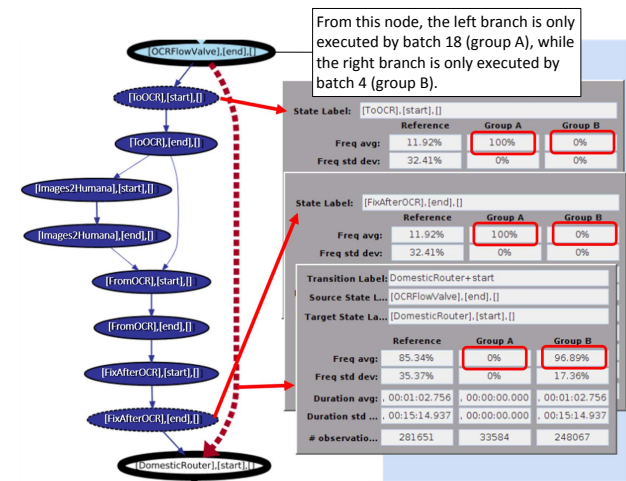 From this node, the left branch is only
executed by batch 18 (group A), while
the right branch is only executed by
batch 4 (group B).
[OCRFlowValve],[end],[]
[ToOCR],[start],[]
[ToOCR],[end],[]
[Images2Humana],[start],[]
[Images2Humana],[end],[]
[FromOCR],[start],[]
[FromOCR],[end],[]
[FixAfterOCR],[start],[]
[FixAfterOCR],[end],[]
[DomesticRouter],[start],[]
State Label: [ToOCR],[start],[]
Reference Group A Group B
Freq avg: 11.92% 100% 0%
Freq std dev: 32.41% 0% 0%
State Label: [FixAfterOCR],[end],[]
Reference Group A Group B
Freq avg: 11.92% 100% 0%
Freq std dev: 32.41% 0% 0%
Transition Label: DomesticRouter+start
Source State L... [OCRFlowValve],[end],[]
Target State La... [DomesticRouter],[start],[]
Reference Group A Group B
Freq avg: 85.34% 0% 96.89%
Freq std dev: 35.37% 0% 17.36%
Duration avg: , 00:01:02.756 , 00:00:00.000 , 00:01:02.756
Duration std ... , 00:15:14.937 , 00:00:00.000 , 00:15:14.937
# observatio... 281651 33584 248067